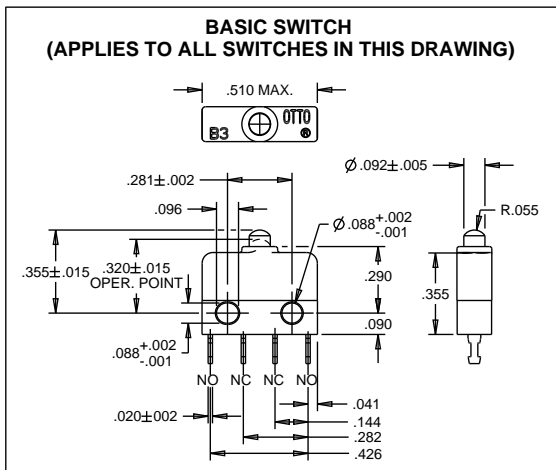 BASIC SWITCH
(APPLIES TO ALL SWITCHES IN THIS DRAWING)
.510 MAX.
B3
OTTO
®
Ø.092±.005
.281±.002
R.055
.096
Ø.088+.002
-.001
.355±.015
.320±.015
OPER. POINT
.290
.355
.090
.088+.002
-.001
NO NC NC NO
.041
.020±002
.144
.282
.426